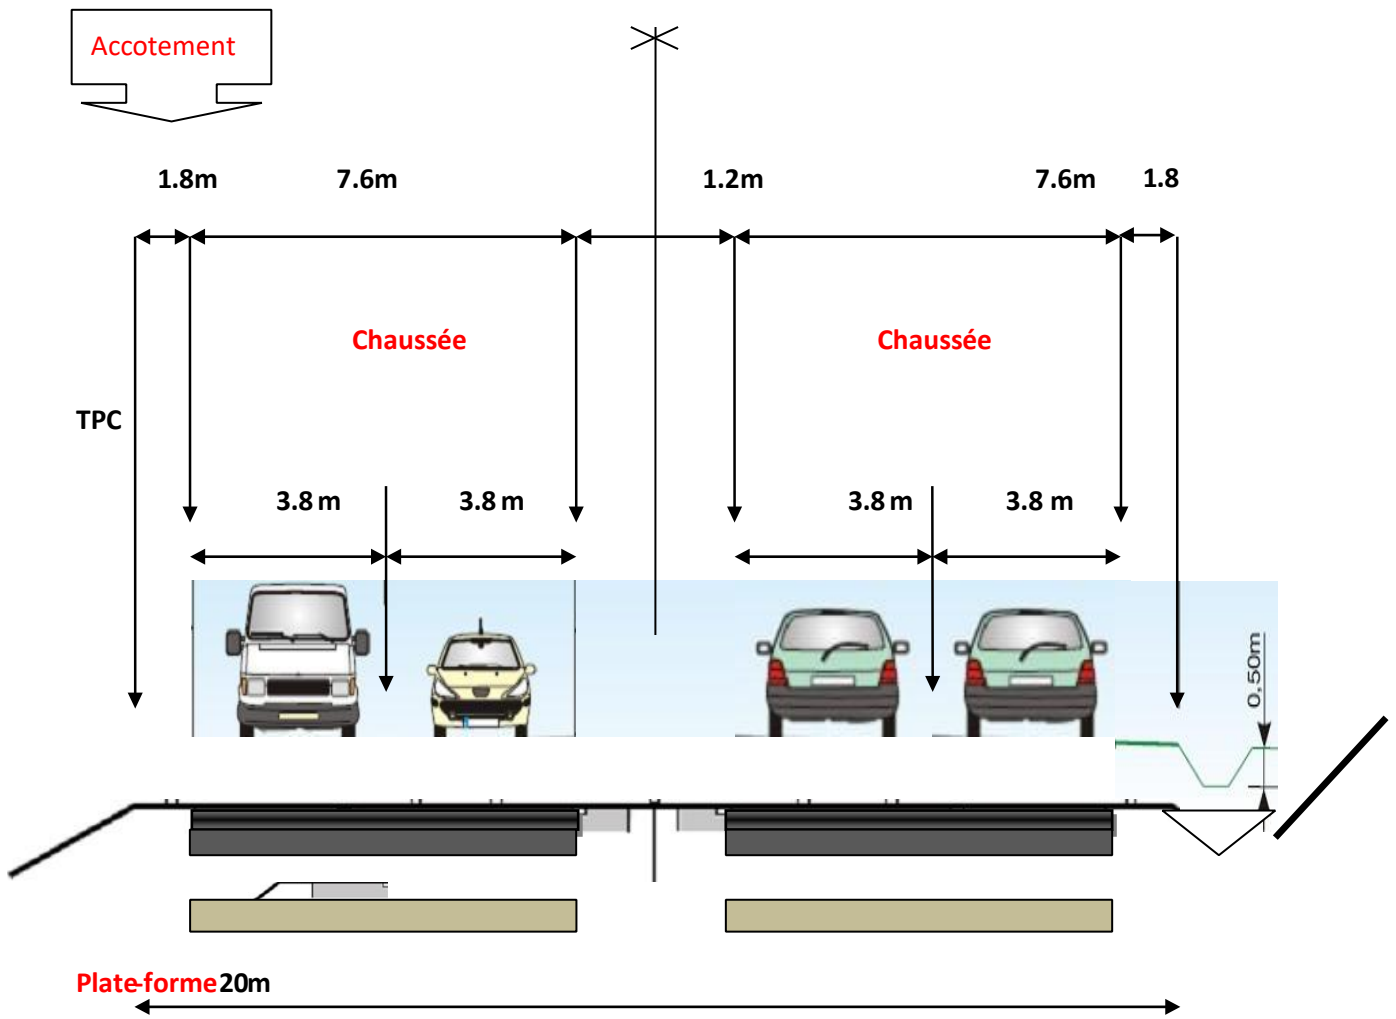 Accotement
1.8m 7.6m 1.2m 7.6m 1.8
Chaussée Chaussée
TPC
3.8 m 3.8 m 3.8 m 3.8 m
0,50m
Plate-forme 20m